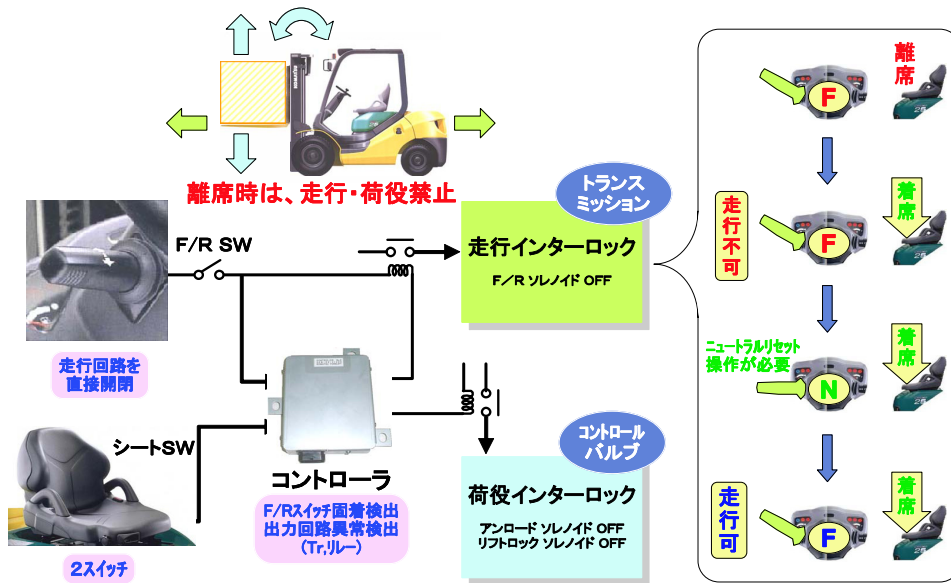 離席時は、走行・荷役禁止
F/R SW
走行回路を
直接開閉
シートSW
2スイッチ
コントローラ
F/Rスイッチ固着検出
出力回路異常検出
(Tr,リレー)
トランス
ミッション
走行インターロック
F/R ソレノイド OFF
コントロール
バルブ
荷役インターロック
アンロード ソレノイド OFF
リフトロック ソレノイド OFF
離席
F
走行不可
着席
F
ニュートラルリセット
操作が必要
着席
N
走行可
着席
F